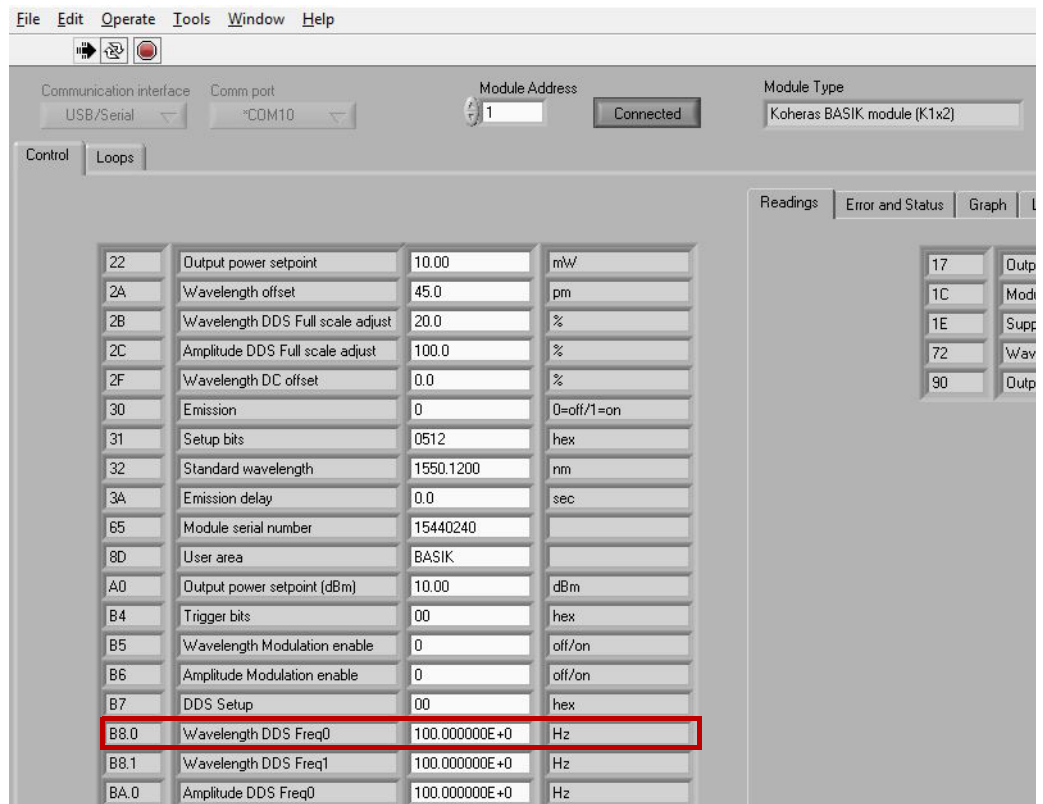 File Edit Operate Tools Window Help
Communication interface Comm port Module Address Module Type
USB/Serial "COM10 1 Connected Koheras BASIK module (K1x2)
Control Loops
Readings Error and Status Graph
22 Output power setpoint 10.00 mW
2A Wavelength offset 45.0 pm
2B Wavelength DDS Full scale adjust 20.0 %
2C Amplitude DDS Full scale adjust 100.0 %
2F Wavelength DC offset 0.0 %
30 Emission 0 0=off/1=on
31 Setup bits 0512 hex
32 Standard wavelength 1550.1200 nm
3A Emission delay 0.0 sec
65 Module serial number 15440240
8D User area BASIK
A0 Output power setpoint (dBm) 10.00 dBm
B4 Trigger bits 00 hex
B5 Wavelength Modulation enable 0 off/on
B6 Amplitude Modulation enable 0 off/on
B7 DDS Setup 00 hex
B8.0 Wavelength DDS Freq0 100.000000E+0 Hz
B8.1 Wavelength DDS Freq1 100.000000E+0 Hz
BA.0 Amplitude DDS Freq0 100.000000E+0 Hz
17 Outp
1C Modu
1E Supp
72 Wav
90 Outp